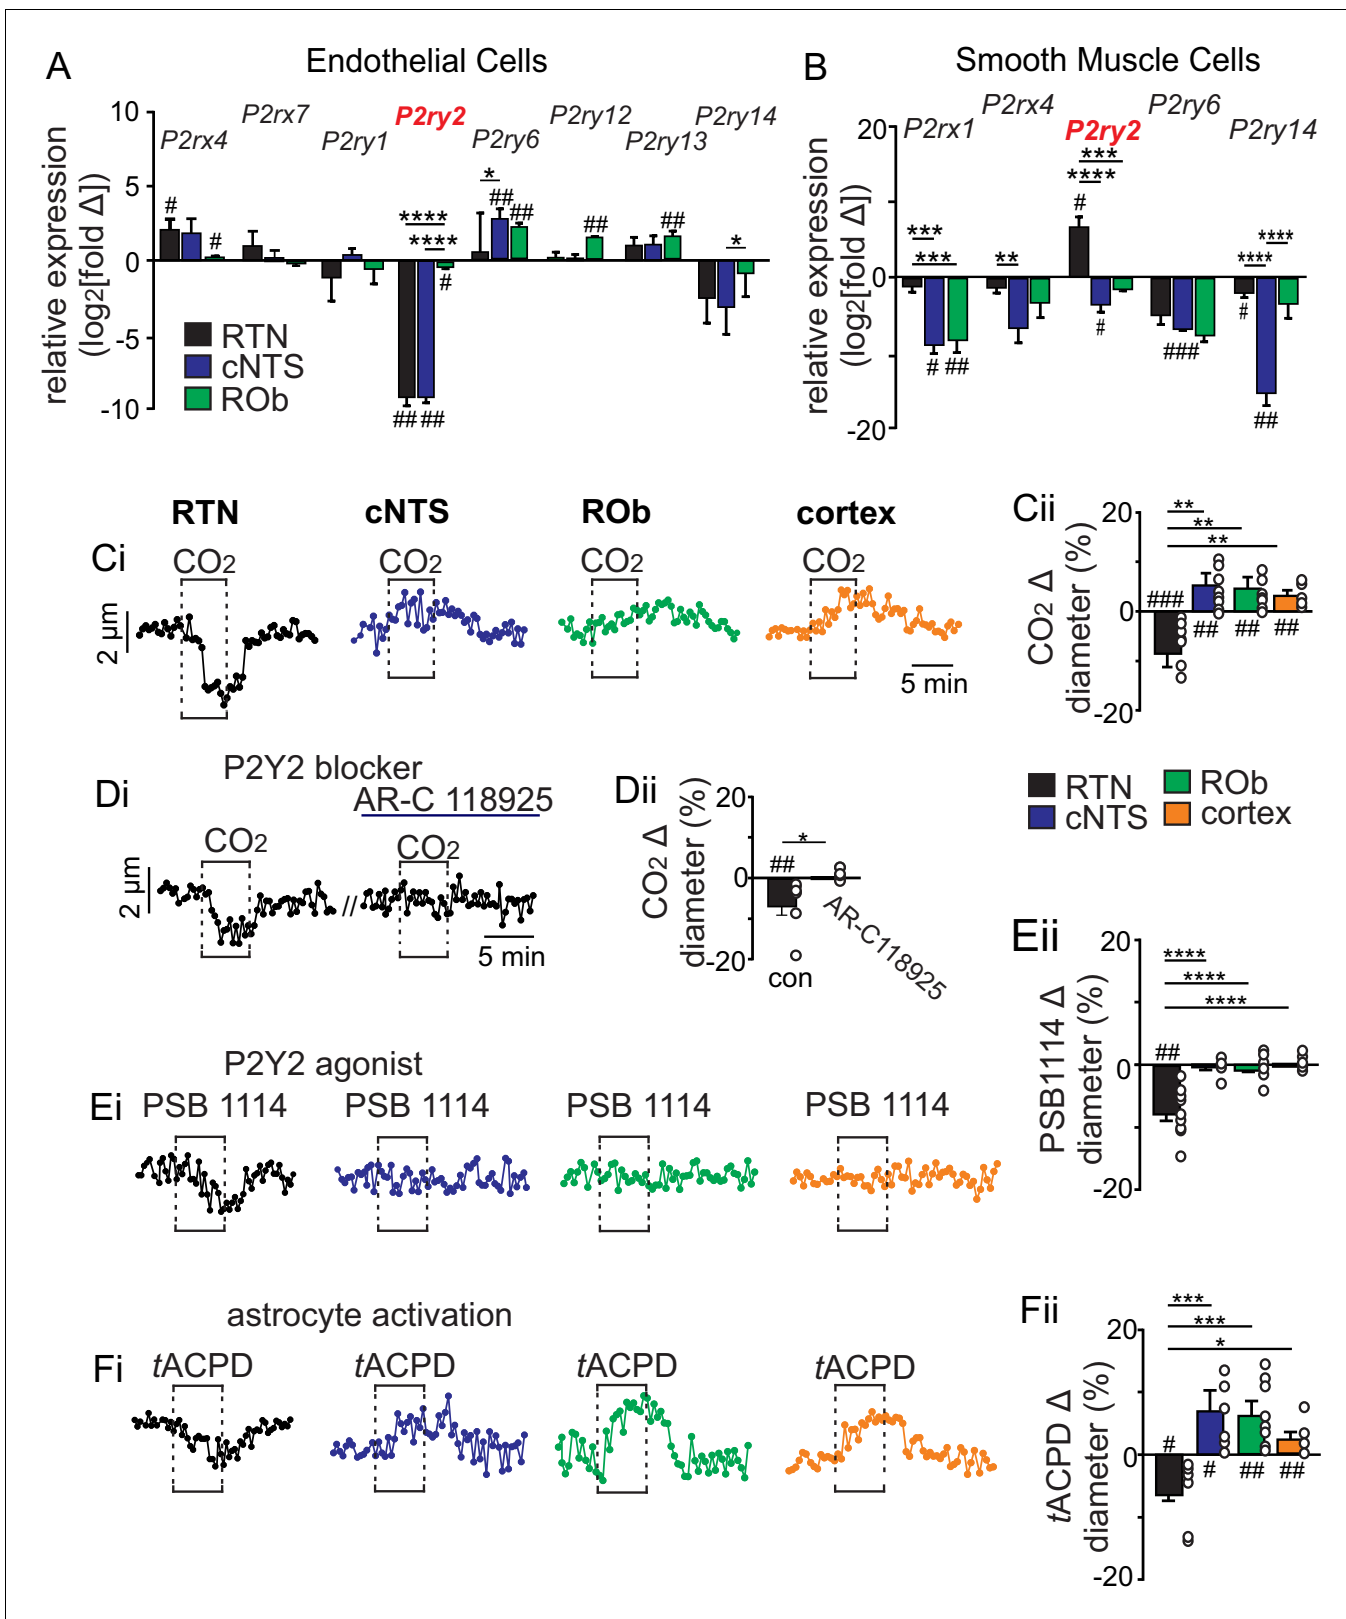 A
Endothelial Cells
relative expression
(log2[fold Δ])
10
5
0
-5
-10
P2rx4
P2rx7
P2ry1
P2ry2
P2ry6
P2ry12
P2ry13
P2ry14
#
#
****
****
#
##
##
*
##
##
##
##
*
RTN
cNTS
ROb
B
Smooth Muscle Cells
relative expression
(log2[fold Δ])
20
0
-20
P2rx1
P2rx4
P2ry2
P2ry6
P2ry14
***
***
#
##
**
***
****
#
#
###
****
****
#
##
RTN
cNTS
ROb
cortex
Ci
CO2
CO2
CO2
CO2
2 µm
5 min
Cii
CO2 Δ
diameter (%)
20
0
-20
**
**
**
###
##
##
##
RTN
cNTS
ROb
cortex
Di
P2Y2 blocker
AR-C 118925
CO2
CO2
2 µm
//
5 min
Dii
CO2 Δ
diameter (%)
20
0
-20
*
##
con
AR-C118925
Ei
P2Y2 agonist
PSB 1114
PSB 1114
PSB 1114
PSB 1114
Eii
PSB1114 Δ
diameter (%)
20
0
-20
****
****
****
##
Fi
astrocyte activation
tACPD
tACPD
tACPD
tACPD
Fii
tACPD Δ
diameter (%)
20
0
-20
***
***
*
#
#
##
##